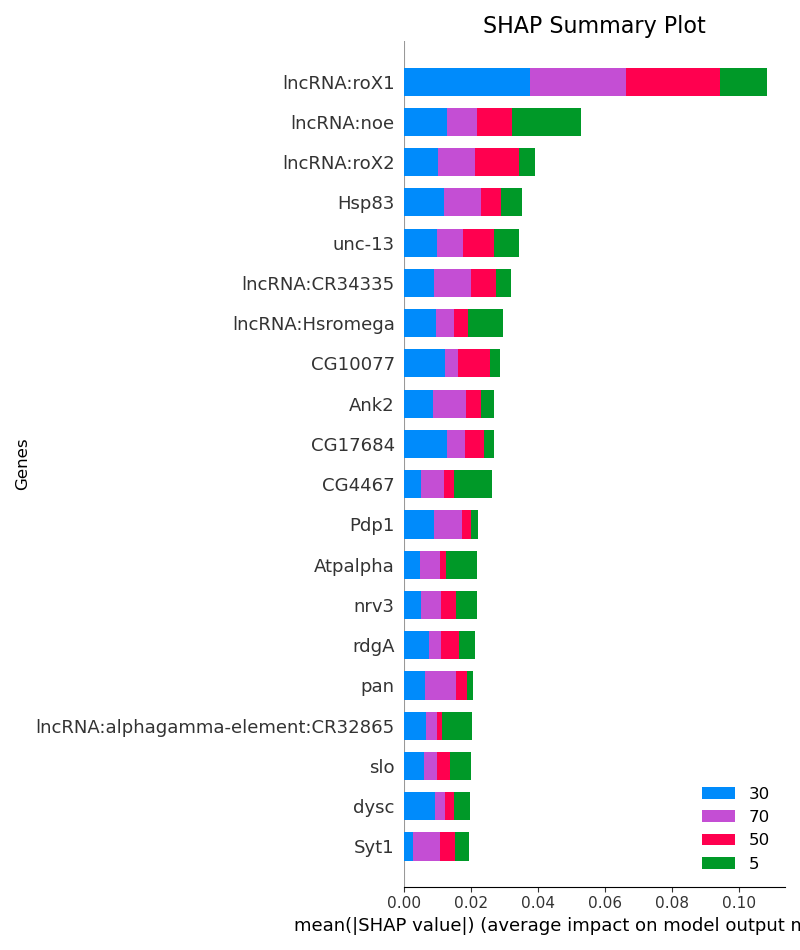 SHAP Summary Plot
Genes
lncRNA:roX1
lncRNA:noe
lncRNA:roX2
Hsp83
unc-13
lncRNA:CR34335
lncRNA:Hsromega
CG10077
Ank2
CG17684
CG4467
Pdp1
Atpalpha
nrv3
rdgA
pan
lncRNA:alphagamma-element:CR32865
slo
dysc
Syt1
30
70
50
5
0.00 0.02 0.04 0.06 0.08 0.10
mean(|SHAP value|) (average impact on model output